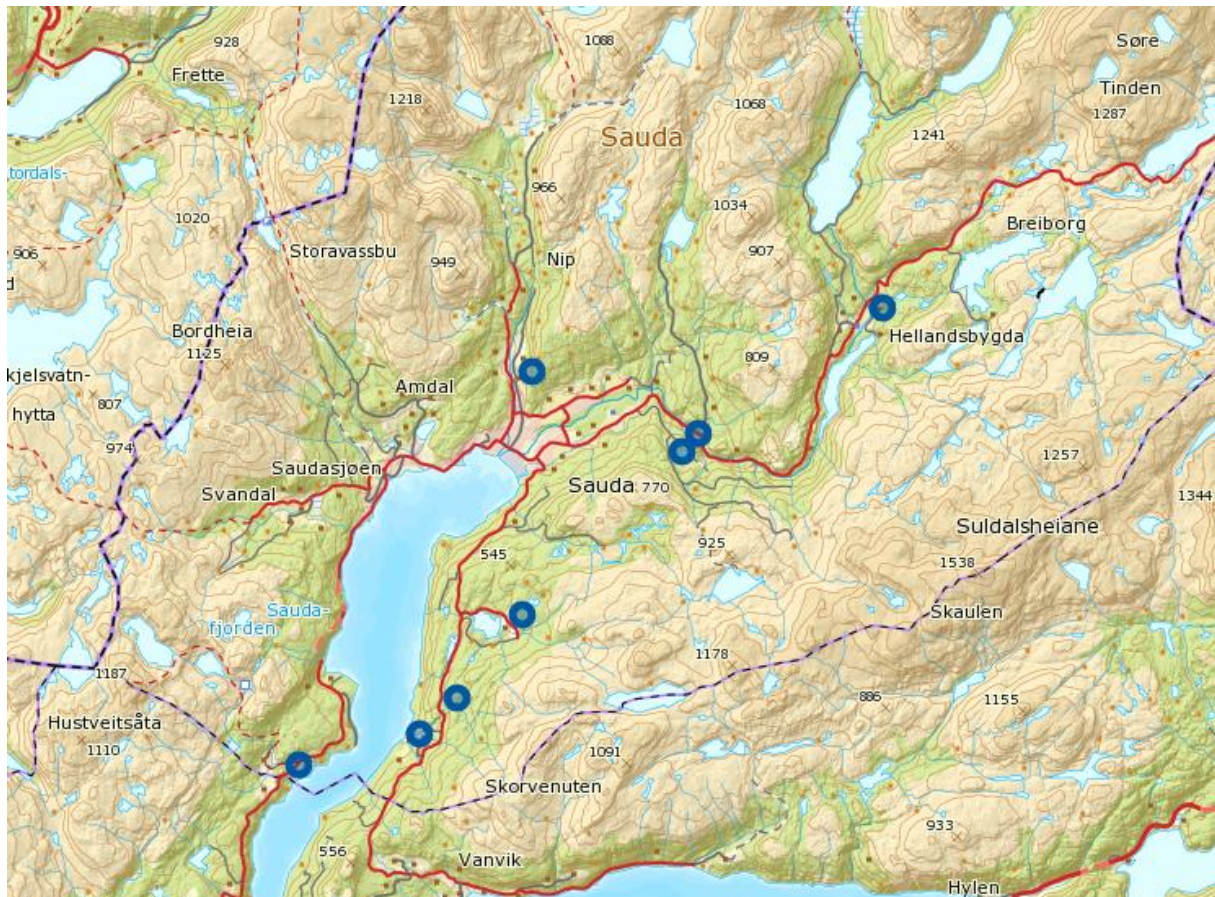 1088
Søre
928
Frette
Tinden
1218
1068
1287
Sauda
1241
tordals-
966
1034
1020
Breiborg
Storavassbu
907
906
949
Nip
d
Bordheia
Hellandsbygda
1125
809
kjelsvatn-
Amdal
807
hytta
974
1257
Saudasjøen
Svandal
Sauda
770
1344
Suldalsheiane
925
545
1538
Sauda-
fjorden
Skaulen
1178
1187
886
1155
Hustveitsåta
1110
1091
Skorvenuten
933
556
Vanvik
Hylen